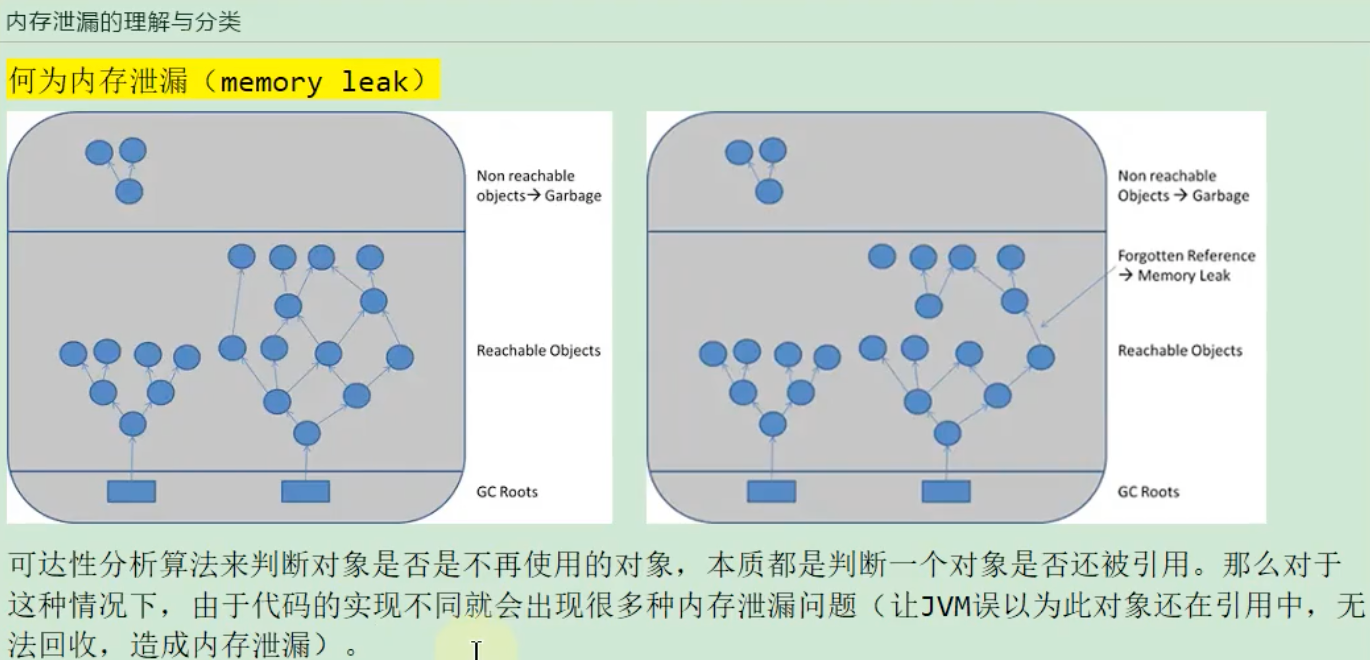 内存泄漏的理解与分类
何为内存泄漏（memory leak）
Non reachable
objects→ Garbage
Reachable Objects
GC Roots
Non reachable
Objects → Garbage
Forgotten Reference
→ Memory Leak
Reachable Objects
GC Roots
可达性分析算法来判断对象是否是不再使用的对象，本质都是判断一个对象是否还被引用。那么对于
这种情况下，由于代码的实现不同就会出现很多种内存泄漏问题（让JVM误以为此对象还在引用中，无
法回收，造成内存泄漏）。